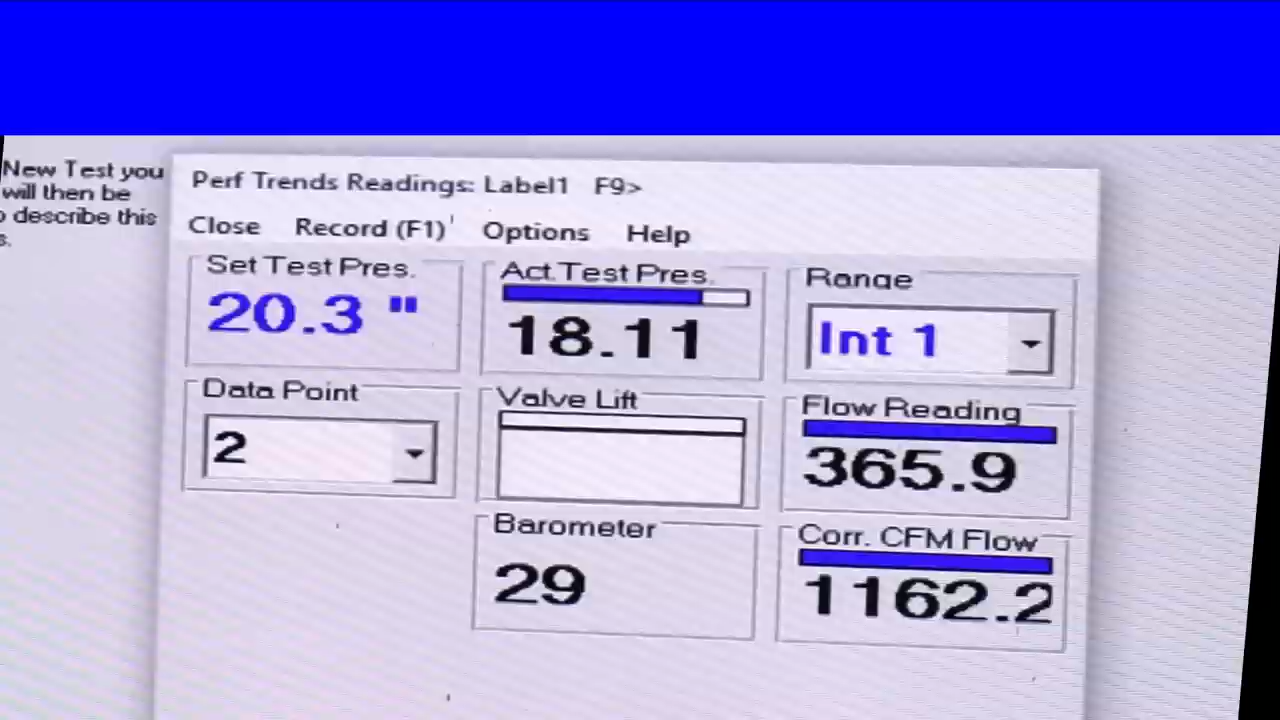 New Test you
will then be
describe this
s.
Perf Trends Readings: Label1 F9>
Close Record (F1) Options Help
Set Test Pres. Act.Test Pres. Range
20.3 " 18.11 Int 1
Data Point Valve Lift Flow Reading
2 365.9
Barometer Corr. CFM Flow
29 1162.2